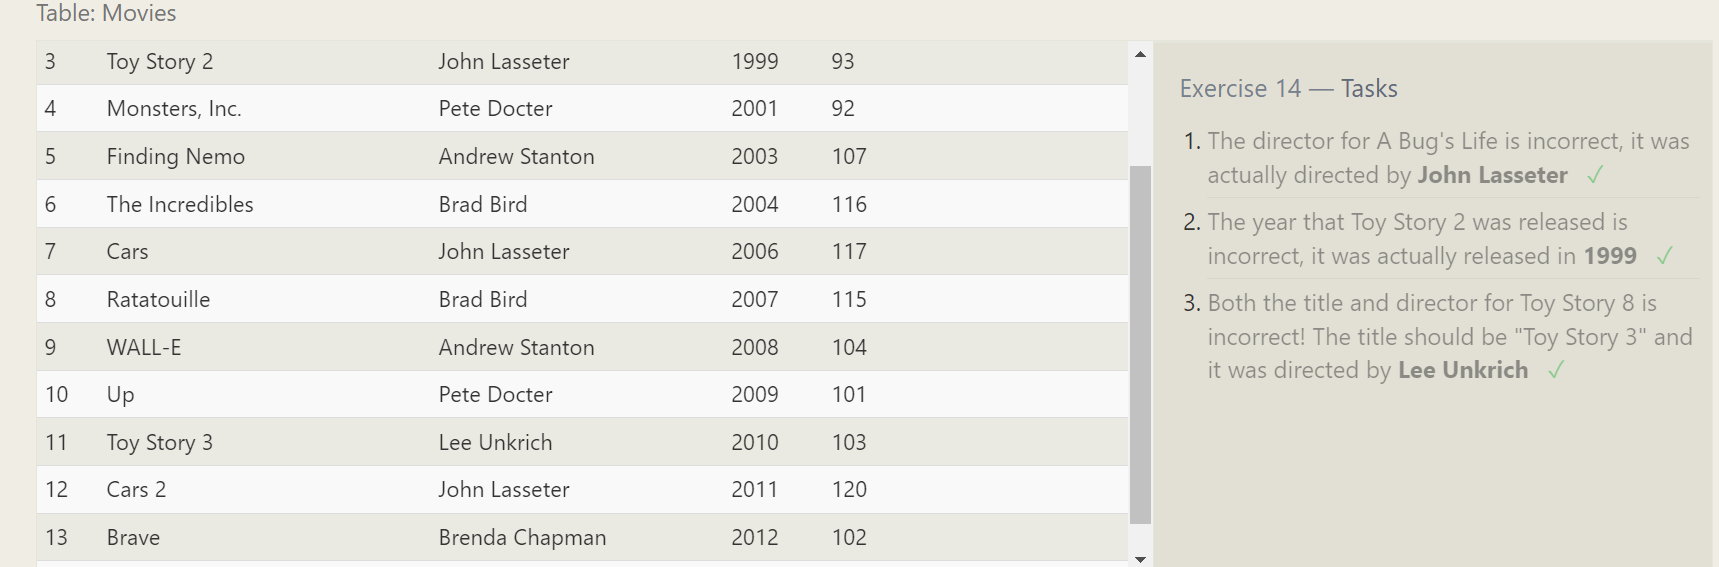 Table: Movies
3 Toy Story 2 John Lasseter 1999 93
4 Monsters, Inc. Pete Docter 2001 92
5 Finding Nemo Andrew Stanton 2003 107
6 The Incredibles Brad Bird 2004 116
7 Cars John Lasseter 2006 117
8 Ratatouille Brad Bird 2007 115
9 WALL-E Andrew Stanton 2008 104
10 Up Pete Docter 2009 101
11 Toy Story 3 Lee Unkrich 2010 103
12 Cars 2 John Lasseter 2011 120
13 Brave Brenda Chapman 2012 102
Exercise 14 — Tasks
1. The director for A Bug's Life is incorrect, it was
actually directed by John Lasseter ✓
2. The year that Toy Story 2 was released is
incorrect, it was actually released in 1999 ✓
3. Both the title and director for Toy Story 8 is
incorrect! The title should be "Toy Story 3" and
it was directed by Lee Unkrich ✓